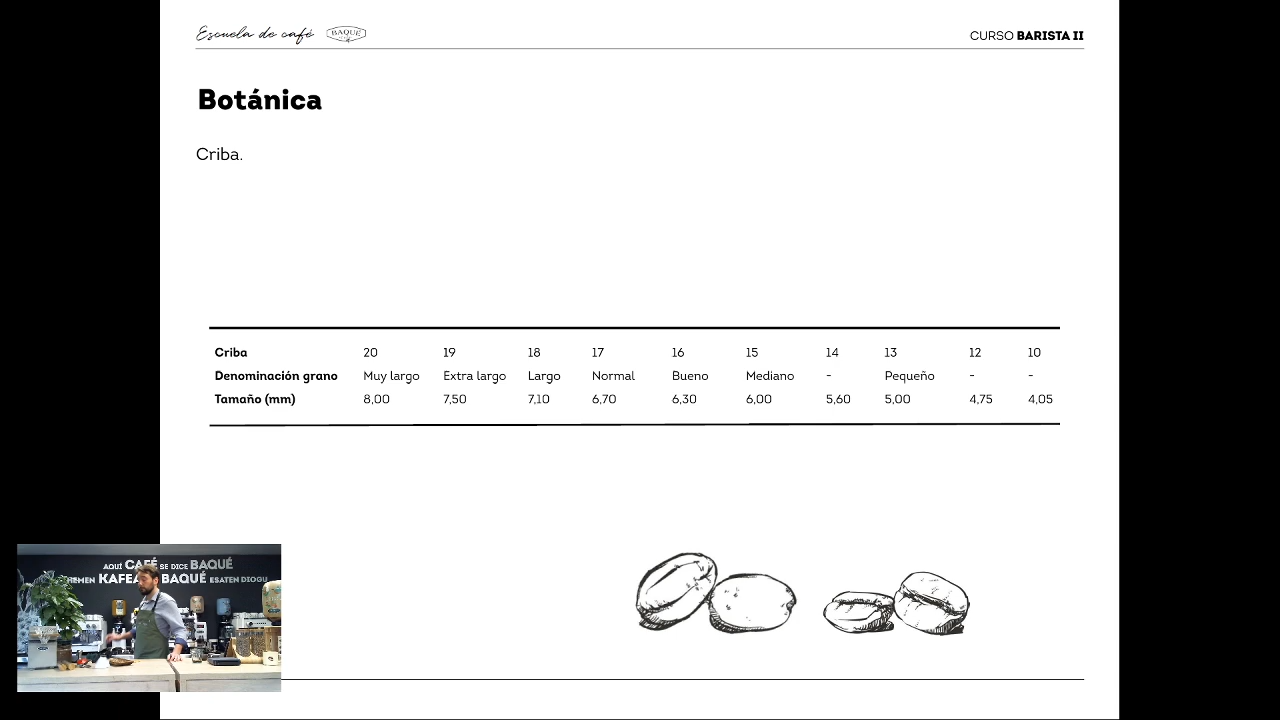 Escuela de café BAQUÉ
CURSO BARISTA II
Botánica
Criba.
Criba 20 19 18 17 16 15 14 13 12 10
Denominación grano Muy largo Extra largo Largo Normal Bueno Mediano - Pequeño - -
Tamaño (mm) 8,00 7,50 7,10 6,70 6,30 6,00 5,60 5,00 4,75 4,05
AQUÍ CAFÉ SE DICE BAQUÉ
HEMEN KAFEA BAQUÉ ESATEN DIOGU